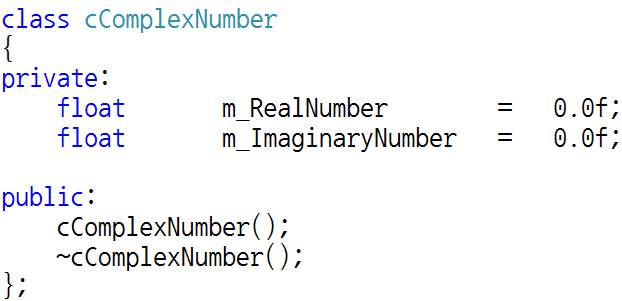 class cComplexNumber
{
private:
    float      m_RealNumber         =   0.0f;
    float      m_ImaginaryNumber    =   0.0f;

public:
    cComplexNumber();
    ~cComplexNumber();
};